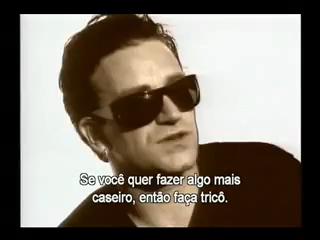 Se você quer fazer algo mais
caseiro, então faça tricô.